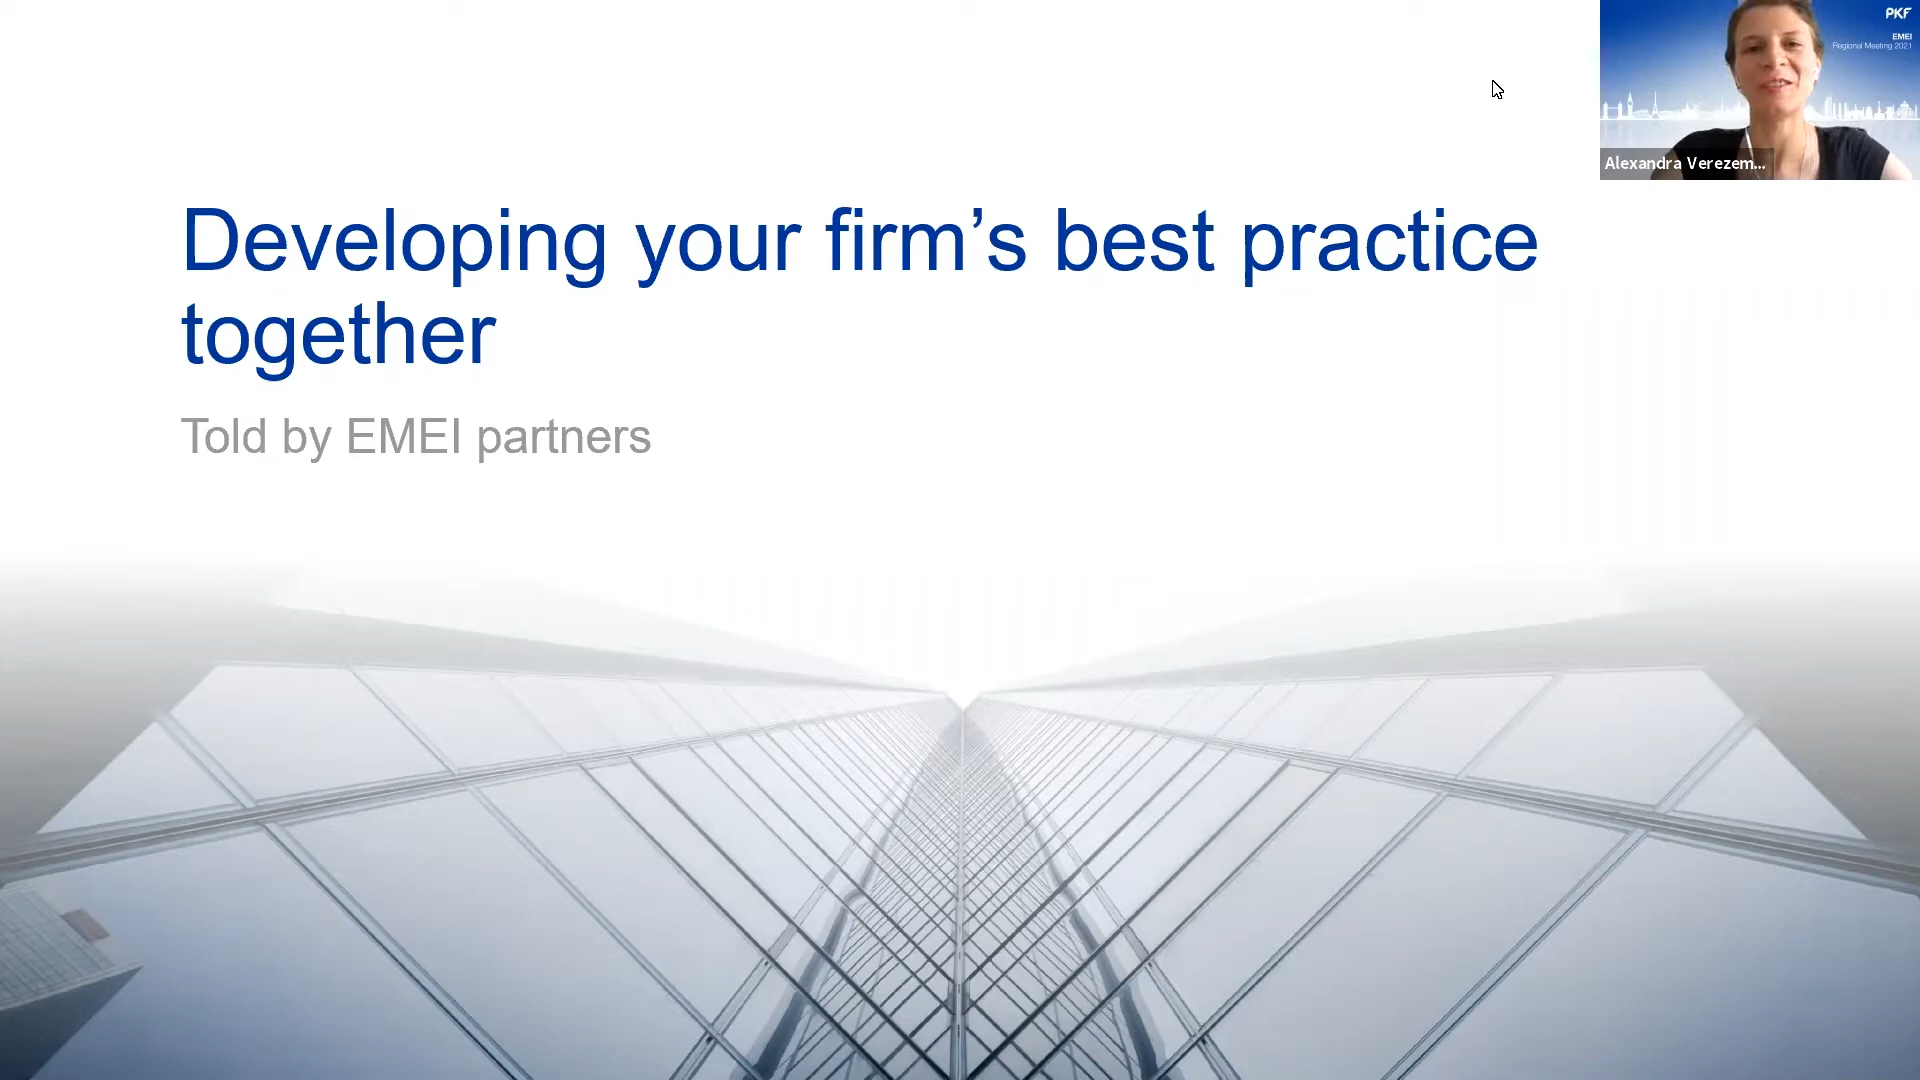 PKF
EMEI
Regional Meeting 2021
Alexandra Verezem...
Developing your firm’s best practice
together
Told by EMEI partners